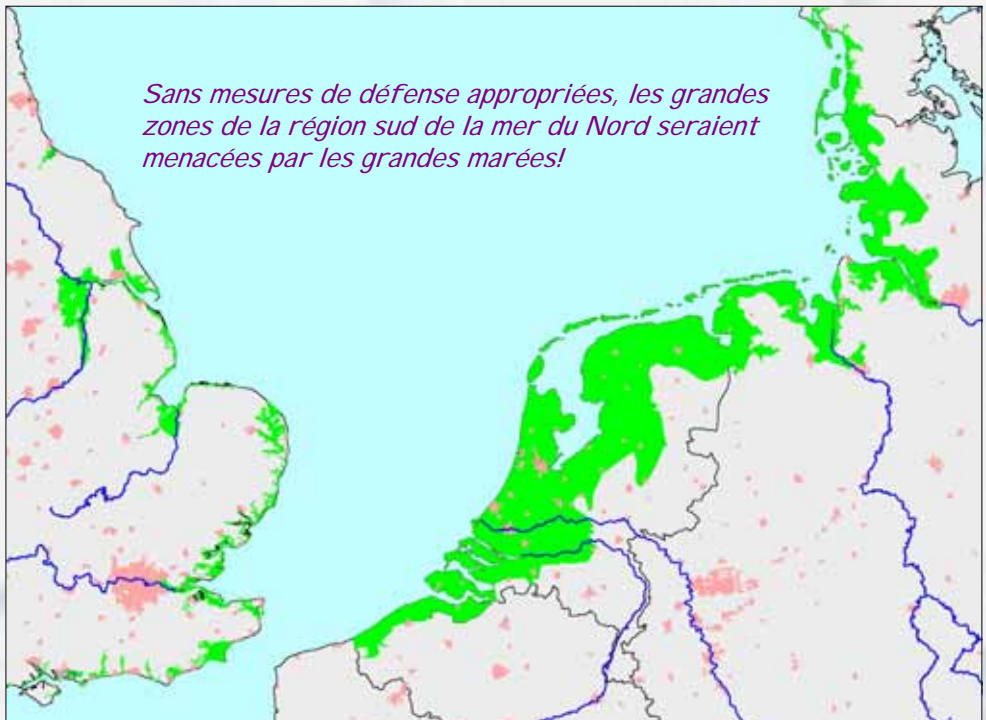 Sans mesures de défense appropriées, les grandes
zones de la région sud de la mer du Nord seraient
menacées par les grandes marées!